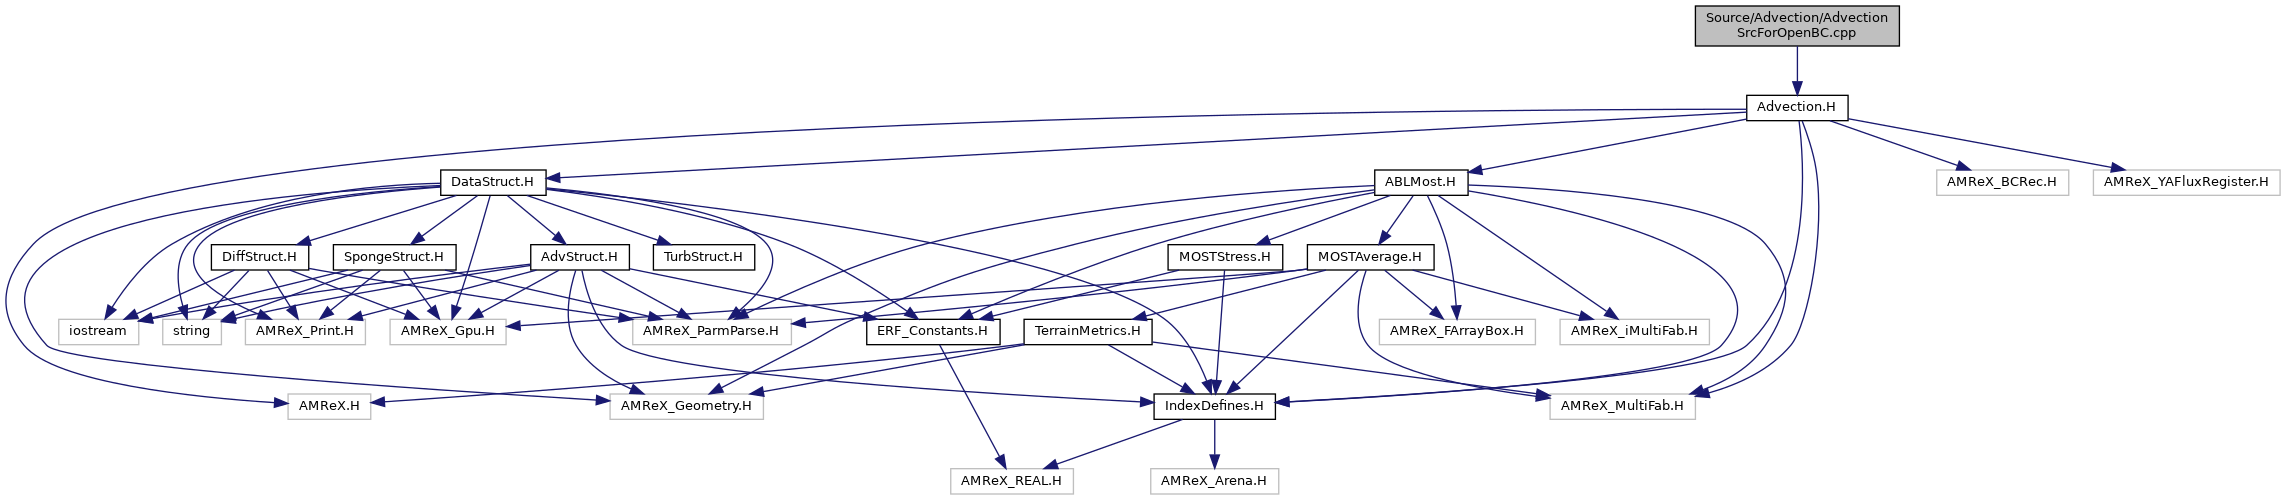 Source/Advection/Advection
SrcForOpenBC.cpp
Advection.H
DataStruct.H
ABLMost.H
AMReX_BCRec.H
AMReX_YAFluxRegister.H
DiffStruct.H
SpongeStruct.H
AdvStruct.H
TurbStruct.H
MOSTStress.H
MOSTAverage.H
iostream
string
AMReX_Print.H
AMReX_Gpu.H
AMReX_ParmParse.H
ERF_Constants.H
TerrainMetrics.H
AMReX_FArrayBox.H
AMReX_iMultiFab.H
AMReX.H
AMReX_Geometry.H
IndexDefines.H
AMReX_MultiFab.H
AMReX_REAL.H
AMReX_Arena.H